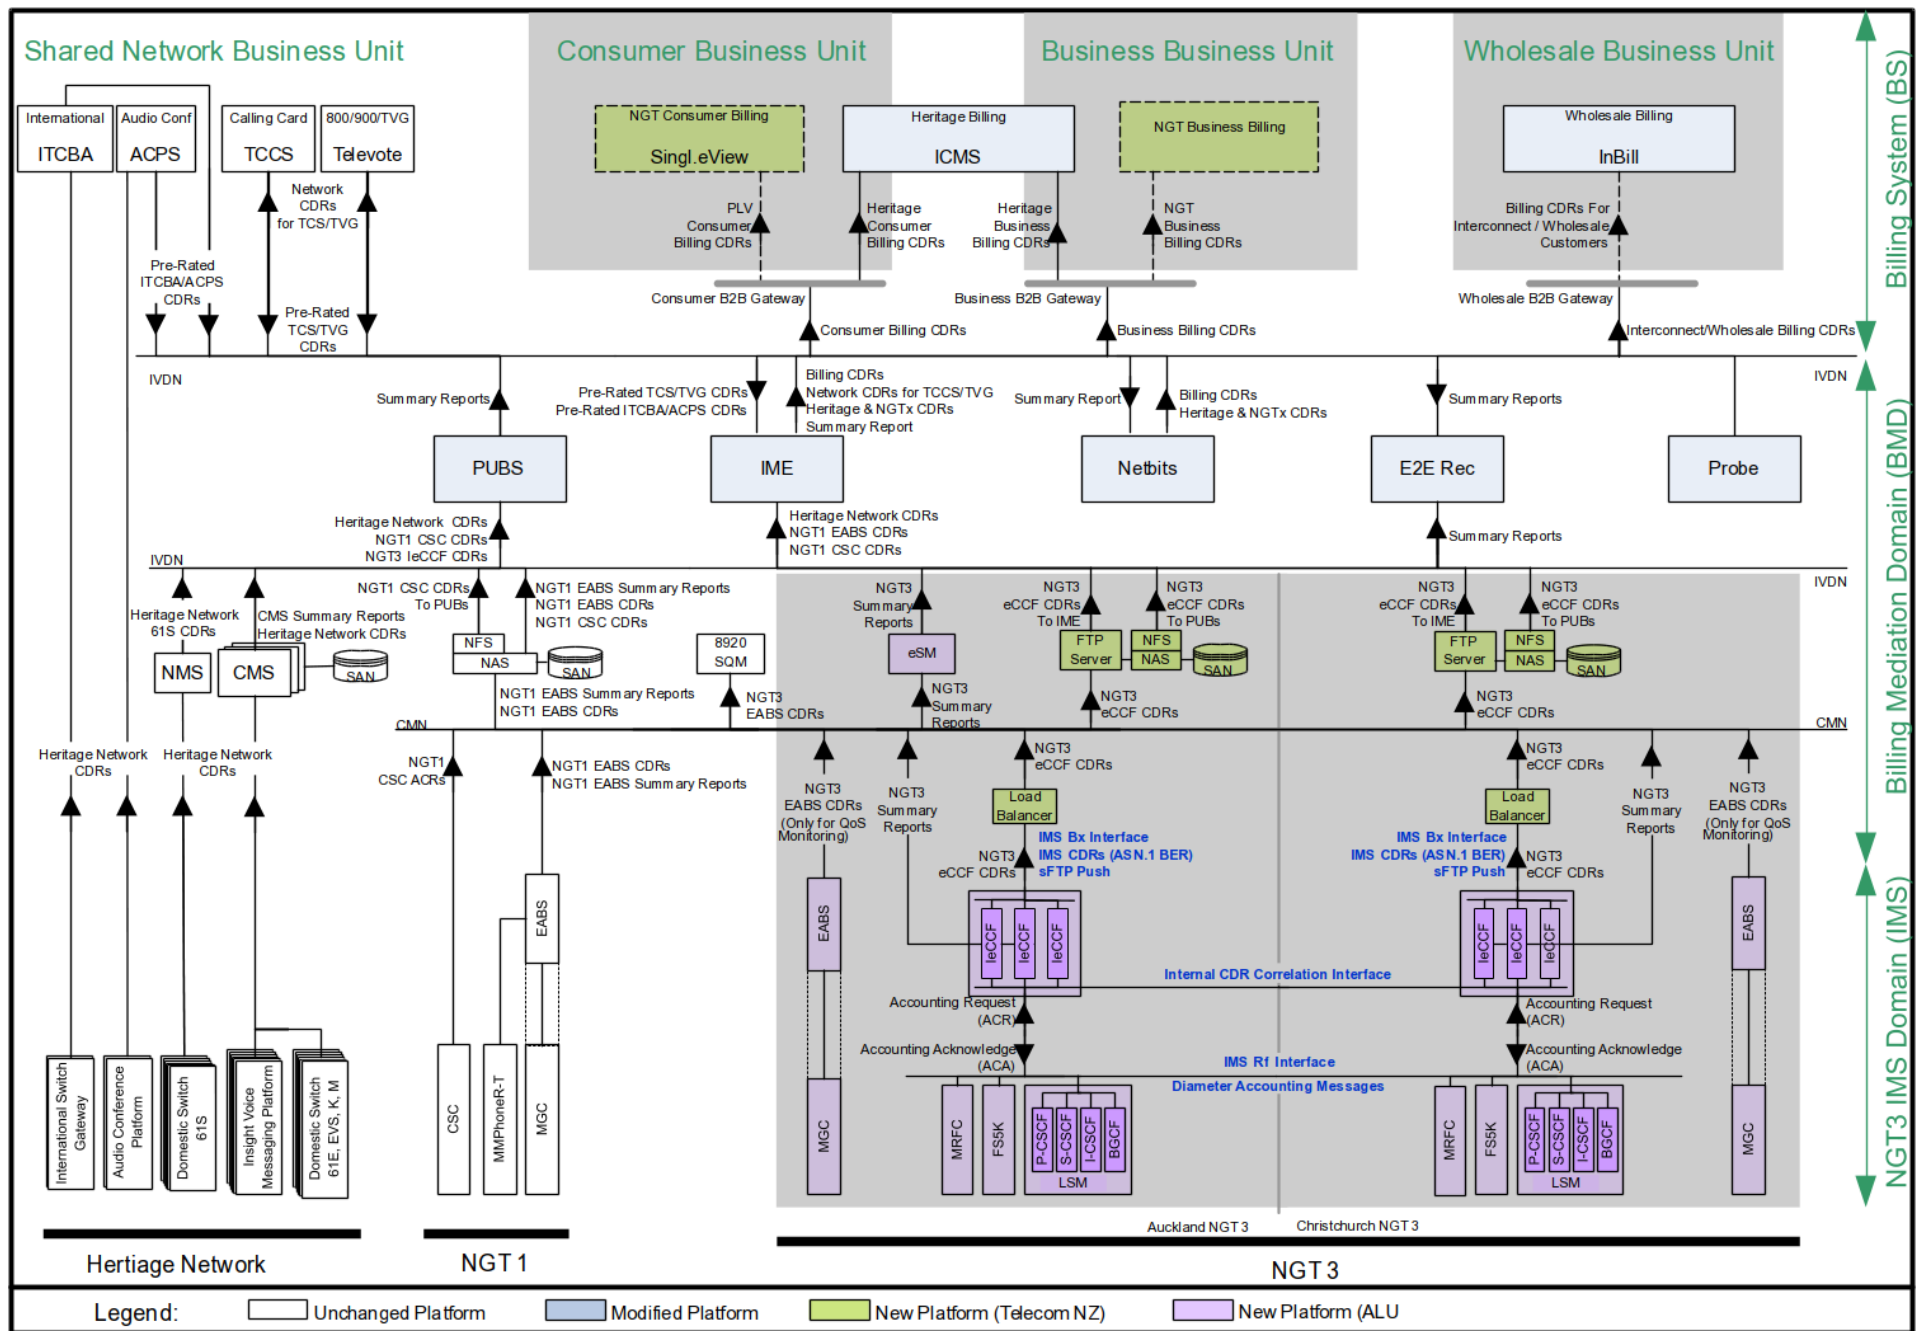 Shared Network Business Unit
Consumer Business Unit
Business Business Unit
Wholesale Business Unit
Billing System (BS)
International
ITCBA
Audio Conf
ACPS
Calling Card
TCCS
800/900/TVG
Televote
NGT Consumer Billing
Singl.eView
Heritage Billing
ICMS
NGT Business Billing
Wholesale Billing
InBill
Network
CDRs
for TCS/TVG
PLV
Consumer
Billing CDRs
Heritage
Consumer
Billing CDRs
Heritage
Business
Billing CDRs
NGT
Business
Billing CDRs
Billing CDRs For
Interconnect / Wholesale
Customers
Pre-Rated
ITCBA/ACPS
CDRs
Pre-Rated
TCS/TVG
CDRs
Consumer B2B Gateway
Business B2B Gateway
Wholesale B2B Gateway
Consumer Billing CDRs
Business Billing CDRs
Interconnect/Wholesale Billing CDRs
IVDN
IVDN
Billing Mediation Domain (BMD)
Summary Reports
Pre-Rated TCS/TVG CDRs
Pre-Rated ITCBA/ACPS CDRs
Billing CDRs
Network CDRs for TCCS/TVG
Heritage & NGTx CDRs
Summary Report
Summary Report
Billing CDRs
Heritage & NGTx CDRs
Summary Reports
PUBS
IME
Netbits
E2E Rec
Probe
Heritage Network CDRs
NGT1 CSC CDRs
NGT3 IeCCF CDRs
Heritage Network CDRs
NGT1 EABS CDRs
NGT1 CSC CDRs
Summary Reports
IVDN
IVDN
Heritage Network
61S CDRs
CMS Summary Reports
Heritage Network CDRs
NGT1 CSC CDRs
To PUBs
NGT1 EABS Summary Reports
NGT1 EABS CDRs
NGT1 CSC CDRs
NGT3
Summary
Reports
NGT3
eCCF CDRs
To IME
NGT3
eCCF CDRs
To PUBs
NGT3
eCCF CDRs
To IME
NGT3
eCCF CDRs
To PUBs
NMS
CMS
SAN
NFS
NAS
SAN
8920
SQM
eSM
FTP
Server
NFS
NAS
SAN
FTP
Server
NFS
NAS
SAN
NGT1 EABS Summary Reports
NGT1 EABS CDRs
NGT3
EABS CDRs
NGT3
Summary
Reports
NGT3
eCCF CDRs
NGT3
eCCF CDRs
CMN
CMN
Heritage Network
CDRs
Heritage Network
CDRs
NGT1
CSC ACRs
NGT1 EABS CDRs
NGT1 EABS Summary Reports
NGT3
EABS CDRs
(Only for QoS
Monitoring)
NGT3
Summary
Reports
NGT3
eCCF CDRs
Load
Balancer
IMS Bx Interface
IMS CDRs (ASN.1 BER)
sFTP Push
NGT3
eCCF CDRs
NGT3
eCCF CDRs
Load
Balancer
IMS Bx Interface
IMS CDRs (ASN.1 BER)
sFTP Push
NGT3
eCCF CDRs
NGT3
Summary
Reports
NGT3
EABS CDRs
(Only for QoS
Monitoring)
NGT3 IMS Domain (IMS)
EABS
EABS
IeCCF
IeCCF
IeCCF
IeCCF
IeCCF
IeCCF
EABS
Internal CDR Correlation Interface
Accounting Request
(ACR)
Accounting Request
(ACR)
Accounting Acknowledge
(ACA)
Accounting Acknowledge
(ACA)
IMS Rf Interface
Diameter Accounting Messages
International Switch
Gateway
Audio Conference
Platform
Domestic Switch
61S
Insight Voice
Messaging Platform
Domestic Switch
61E, EVS, K, M
CSC
MMPhoneR-T
MGC
MGC
MRFC
FS5K
P-CSCF
S-CSCF
I-CSCF
BGCF
LSM
MRFC
FS5K
P-CSCF
S-CSCF
I-CSCF
BGCF
LSM
MGC
Auckland NGT 3
Christchurch NGT 3
Hertiage Network
NGT 1
NGT 3
Legend:
Unchanged Platform
Modified Platform
New Platform (Telecom NZ)
New Platform (ALU